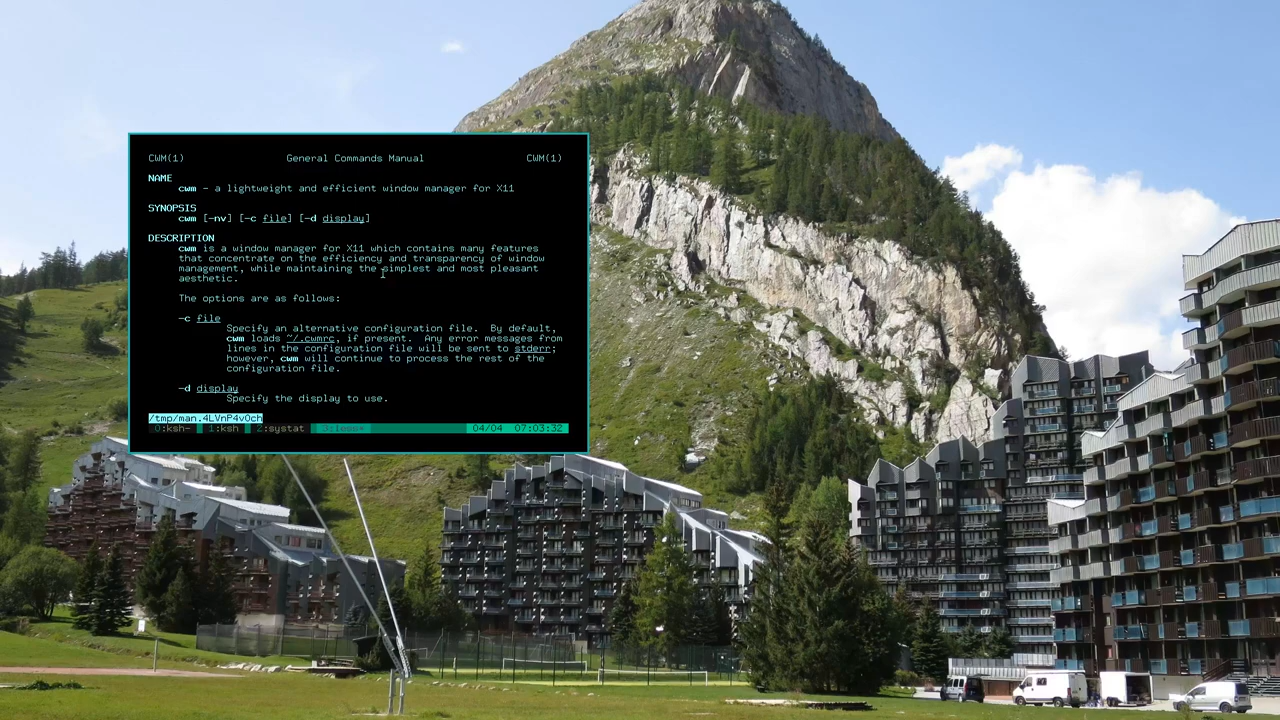 CWM(1) General Commands Manual CWM(1)
NAME
cwm – a lightweight and efficient window manager for X11
SYNOPSIS
cwm [-nv] [-c file] [-d display]
DESCRIPTION
cwm is a window manager for X11 which contains many features
that concentrate on the efficiency and transparency of window
management, while maintaining the simplest and most pleasant
aesthetic.
The options are as follows:
-c file
Specify an alternative configuration file. By default,
cwm loads ~/.cwmrc, if present. Any error messages from
lines in the configuration file will be sent to stderr;
however, cwm will continue to process the rest of the
configuration file.
-d display
Specify the display to use.
/tmp/man.4LVnP4v0ch
0:ksh- 1:ksh 2:systat 3:less* 04/04 07:03:32